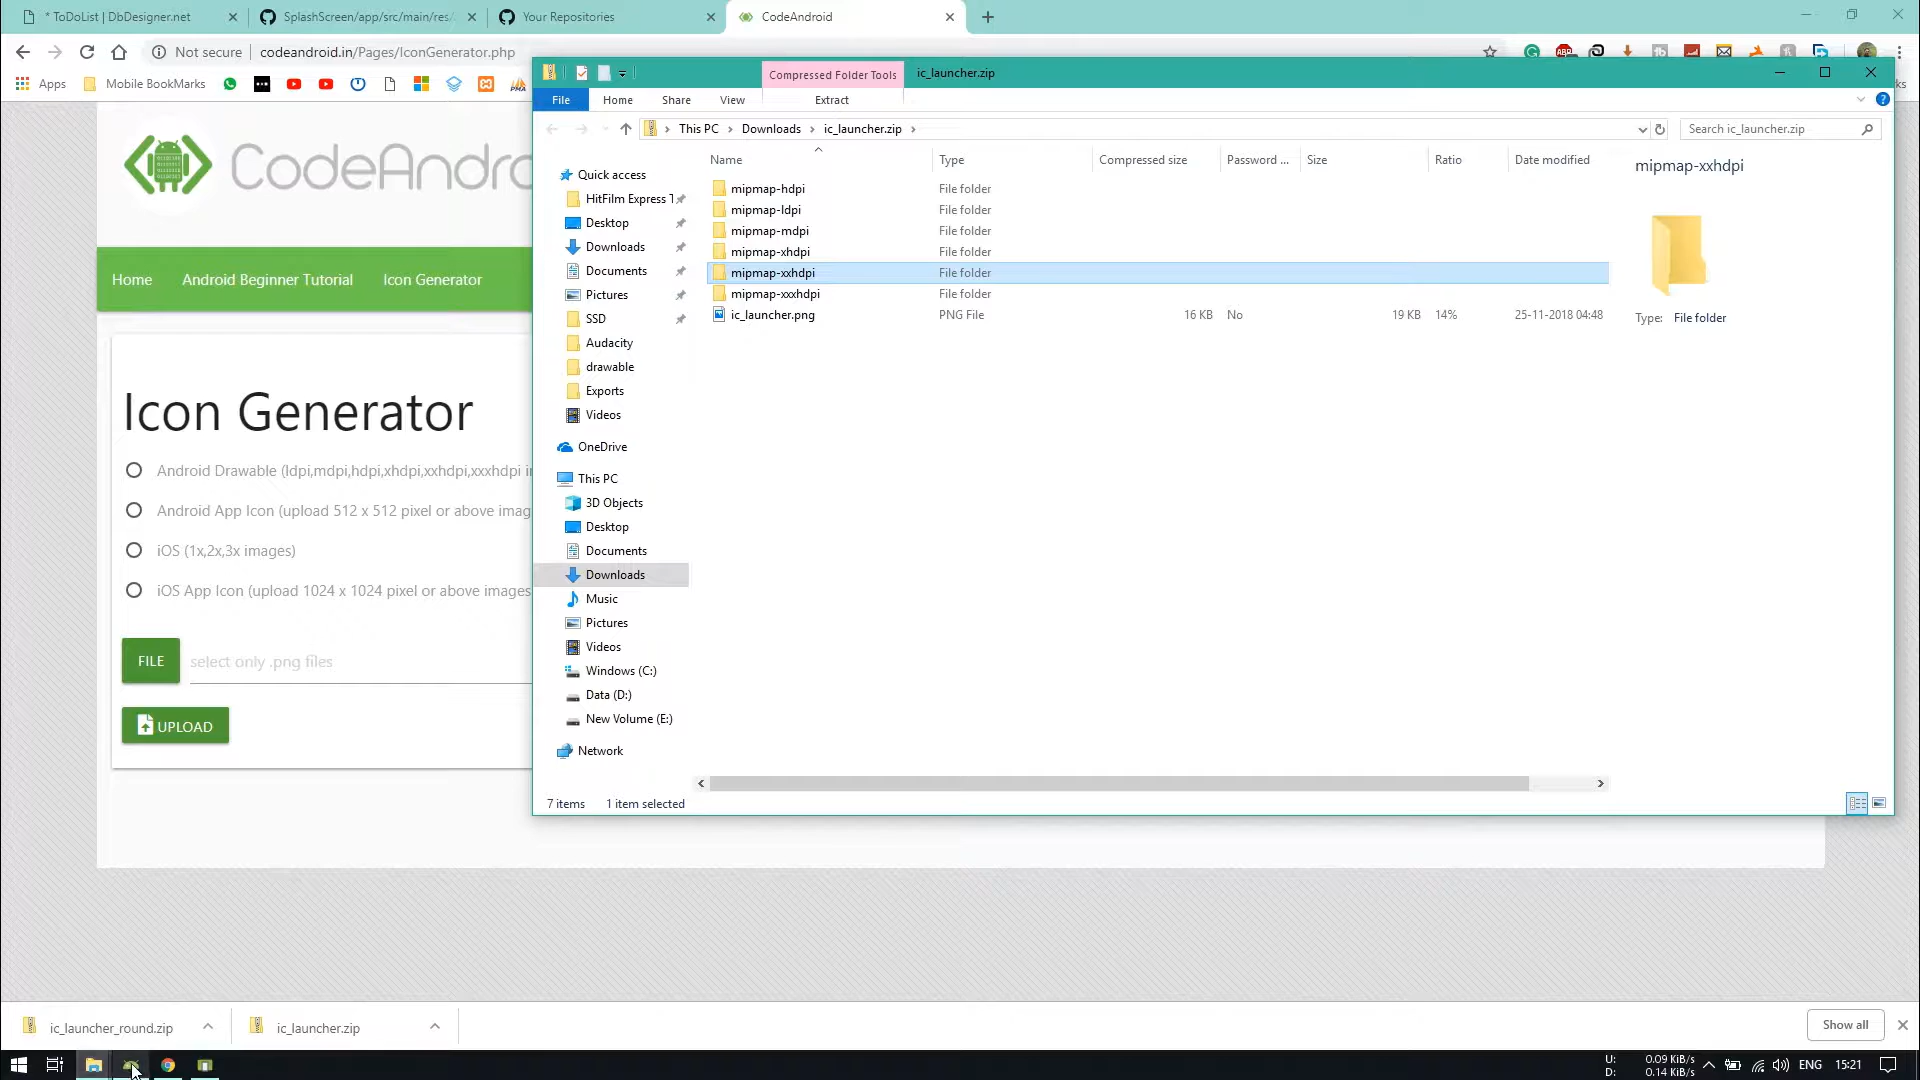 * ToDoList | DbDesigner.net
SplashScreen/app/src/main/res/
Your Repositories
CodeAndroid
Not secure
codeandroid.in/Pages/IconGenerator.php
Apps
Mobile BookMarks
Compressed Folder Tools
ic_launcher.zip
File
Home
Share
View
Extract
This PC
Downloads
ic_launcher.zip
Search ic_launcher.zip
Name
Type
Compressed size
Password ...
Size
Ratio
Date modified
mipmap-hdpi
File folder
mipmap-ldpi
File folder
mipmap-mdpi
File folder
mipmap-xhdpi
File folder
mipmap-xxhdpi
File folder
mipmap-xxxhdpi
File folder
ic_launcher.png
PNG File
16 KB
No
19 KB
14%
25-11-2018 04:48
mipmap-xxhdpi
Type: File folder
Quick access
HitFilm Express 1
Desktop
Downloads
Documents
Pictures
SSD
Audacity
drawable
Exports
Videos
OneDrive
This PC
3D Objects
Desktop
Documents
Downloads
Music
Pictures
Videos
Windows (C:)
Data (D:)
New Volume (E:)
Network
7 items
1 item selected
CodeAndro
Home
Android Beginner Tutorial
Icon Generator
Icon Generator
Android Drawable (ldpi,mdpi,hdpi,xhdpi,xxhdpi,xxxhdpi i
Android App Icon (upload 512 x 512 pixel or above imag
iOS (1x,2x,3x images)
iOS App Icon (upload 1024 x 1024 pixel or above images
FILE
select only .png files
UPLOAD
ic_launcher_round.zip
ic_launcher.zip
Show all
U: 0.09 KiB/s
D: 0.14 KiB/s
ENG
15:21